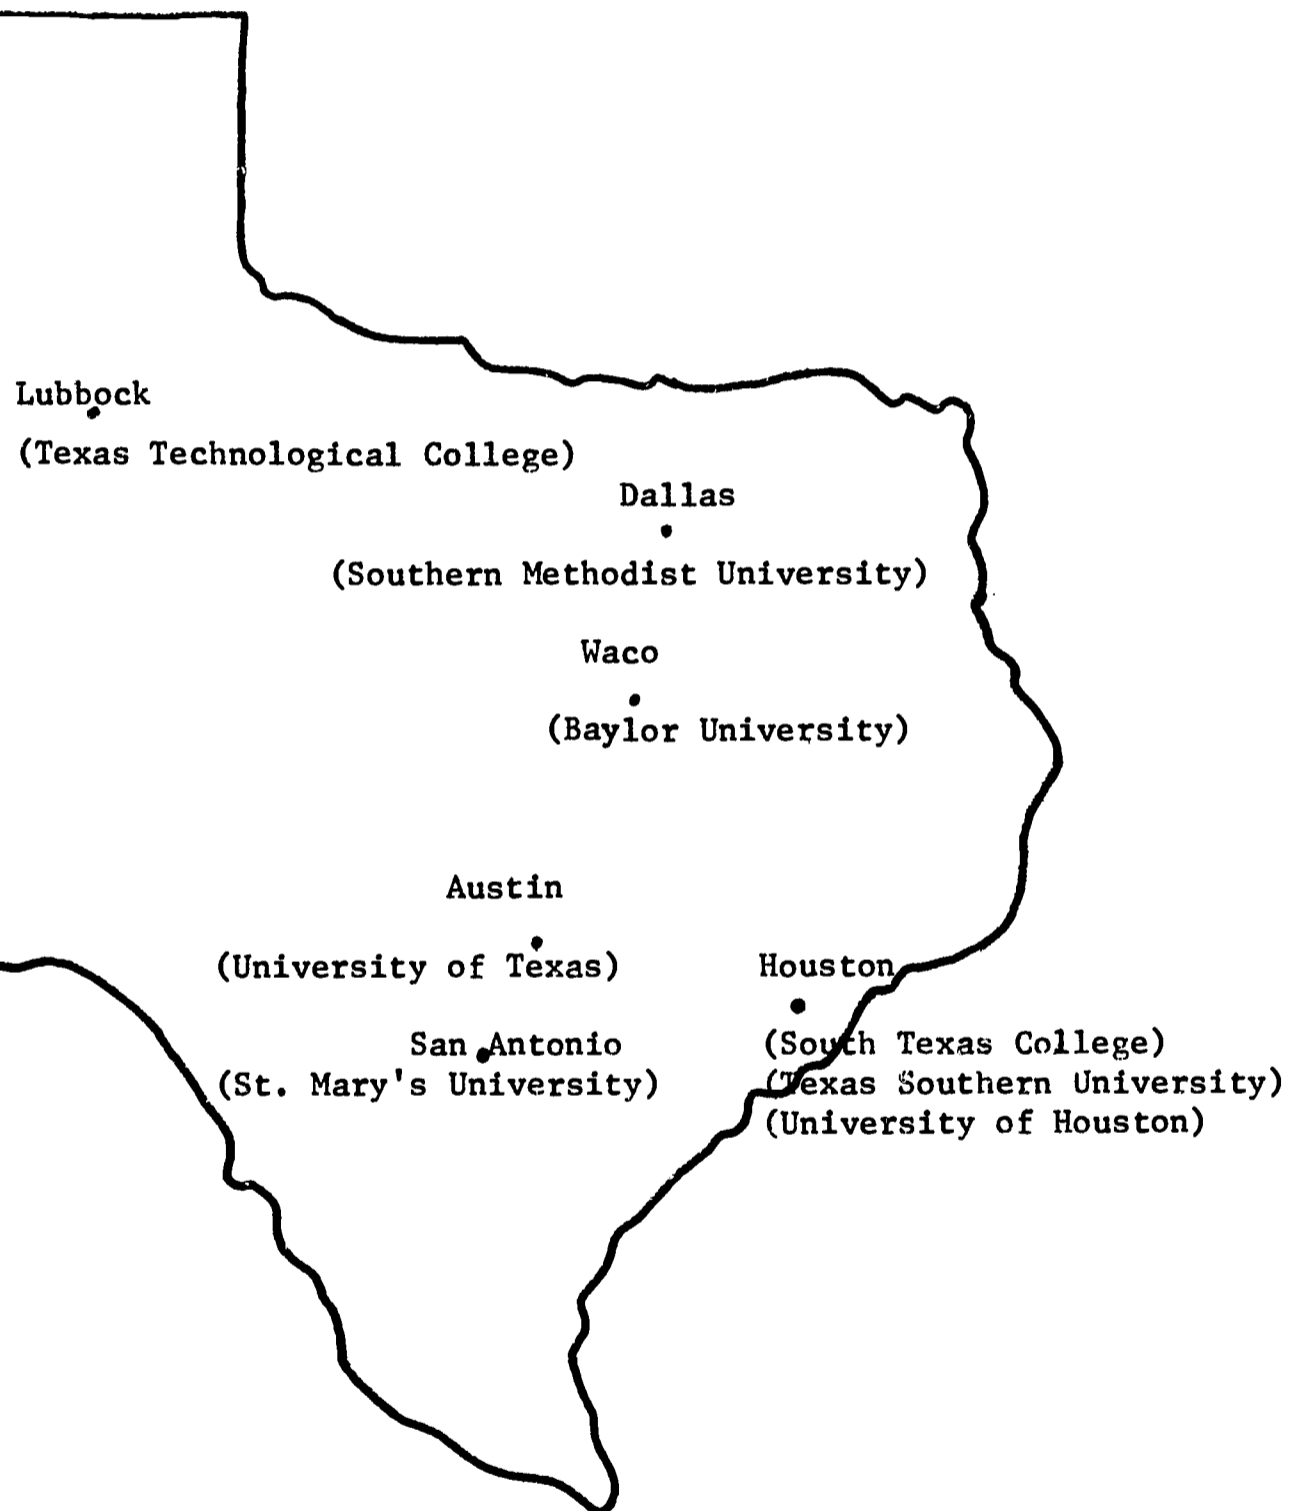 Lubbock
(Texas Technological College)
Dallas
(Southern Methodist University)
Waco
(Baylor University)
Austin
(University of Texas)
San Antonio
(St. Mary's University)
Houston
(South Texas College)
(Texas Southern University)
(University of Houston)